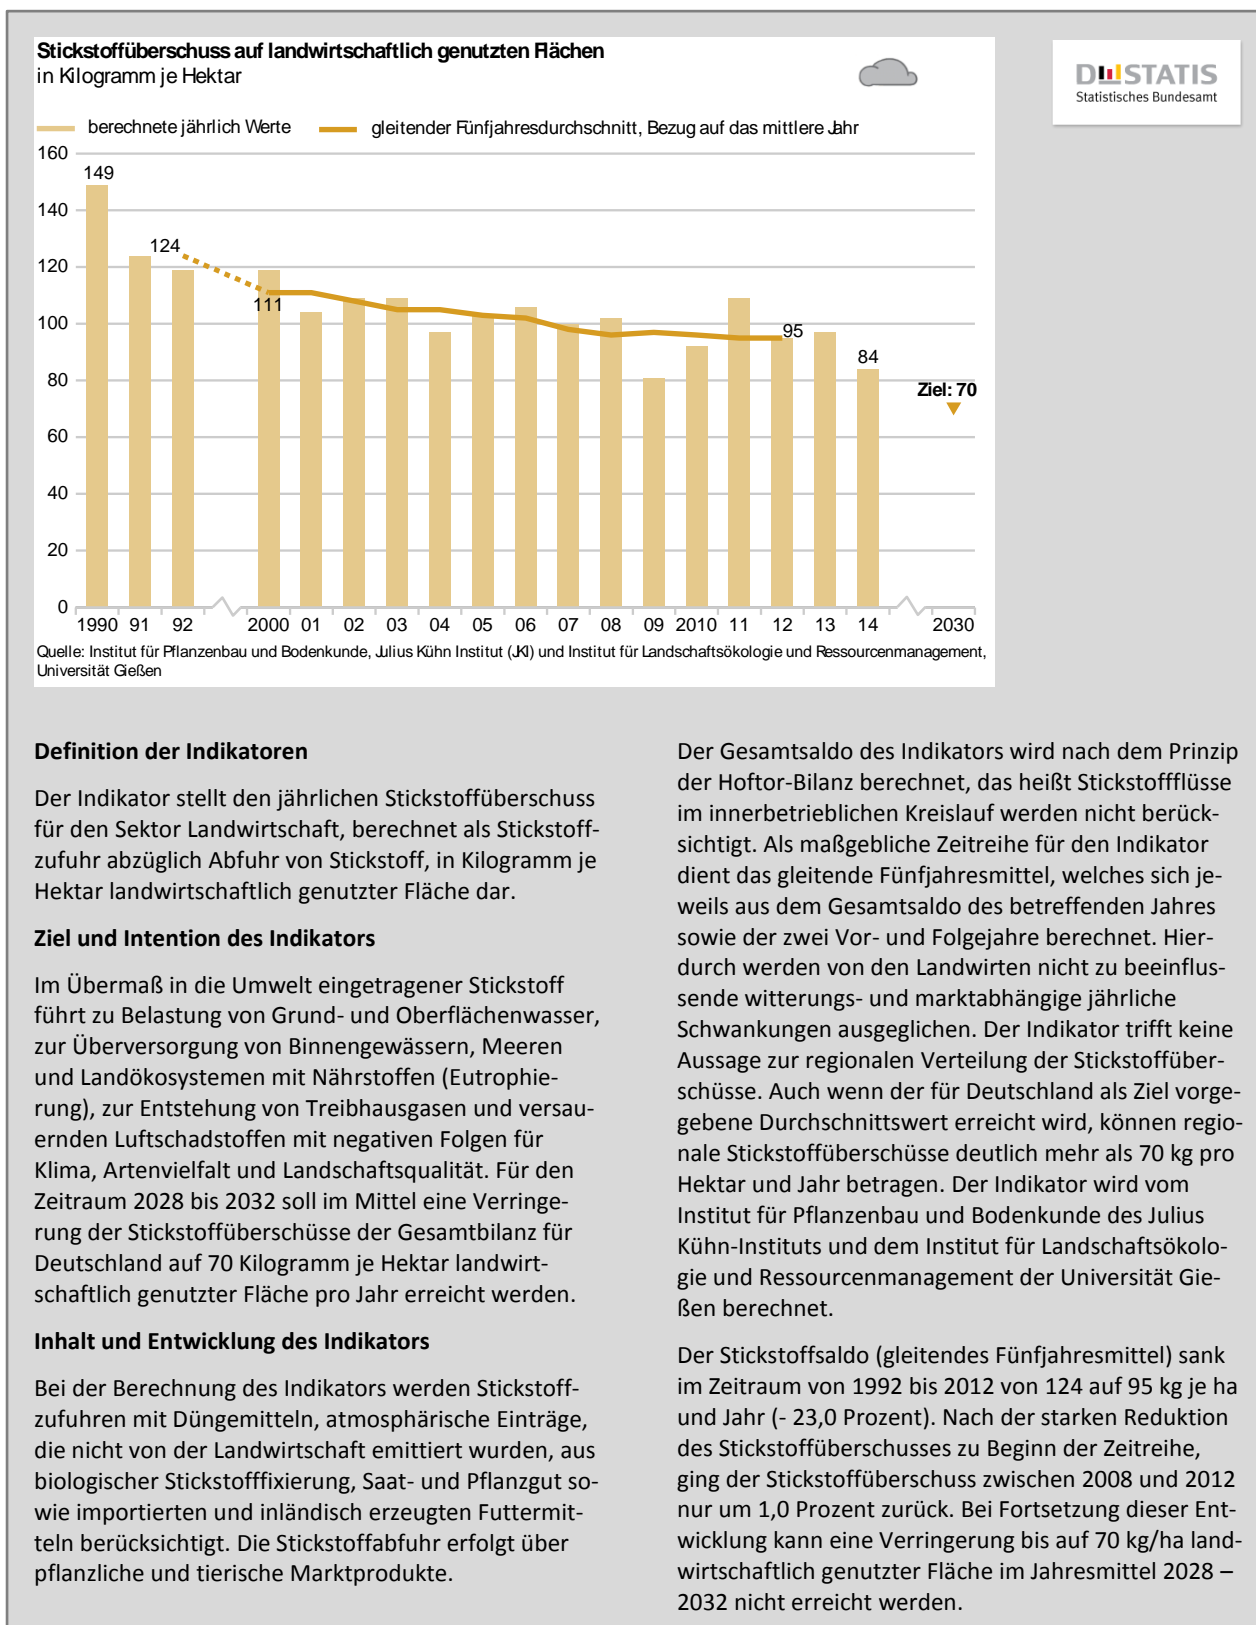 Stickstoffüberschuss auf landwirtschaftlich genutzten Flächen
in Kilogramm je Hektar
DESTATIS
Statistisches Bundesamt
berechnete jährlich Werte
gleitender Fünfjahresdurchschnitt, Bezug auf das mittlere Jahr
160
149
140
124
120
111
100
95
84
80
Ziel: 70
60
40
20
0
1990 91 92 2000 01 02 03 04 05 06 07 08 09 2010 11 12 13 14 2030
Quelle: Institut für Pflanzenbau und Bodenkunde, Julius Kühn Institut (JKI) und Institut für Landschaftsökologie und Ressourcenmanagement,
Universität Gießen
Definition der Indikatoren
Der Indikator stellt den jährlichen Stickstoffüberschuss
für den Sektor Landwirtschaft, berechnet als Stickstoff-
zufuhr abzüglich Abfuhr von Stickstoff, in Kilogramm je
Hektar landwirtschaftlich genutzter Fläche dar.
Ziel und Intention des Indikators
Im Übermaß in die Umwelt eingetragener Stickstoff
führt zu Belastung von Grund- und Oberflächenwasser,
zur Überversorgung von Binnengewässern, Meeren
und Landökosystemen mit Nährstoffen (Eutrophie-
rung), zur Entstehung von Treibhausgasen und versau-
ernden Luftschadstoffen mit negativen Folgen für
Klima, Artenvielfalt und Landschaftsqualität. Für den
Zeitraum 2028 bis 2032 soll im Mittel eine Verringe-
rung der Stickstoffüberschüsse der Gesamtbilanz für
Deutschland auf 70 Kilogramm je Hektar landwirt-
schaftlich genutzter Fläche pro Jahr erreicht werden.
Inhalt und Entwicklung des Indikators
Bei der Berechnung des Indikators werden Stickstoff-
zufuhren mit Düngemitteln, atmosphärische Einträge,
die nicht von der Landwirtschaft emittiert wurden, aus
biologischer Stickstofffixierung, Saat- und Pflanzgut so-
wie importierten und inländisch erzeugten Futtermit-
teln berücksichtigt. Die Stickstoffabfuhr erfolgt über
pflanzliche und tierische Marktprodukte.
Der Gesamtsaldo des Indikators wird nach dem Prinzip
der Hoftor-Bilanz berechnet, das heißt Stickstoffflüsse
im innerbetrieblichen Kreislauf werden nicht berück-
sichtigt. Als maßgebliche Zeitreihe für den Indikator
dient das gleitende Fünfjahresmittel, welches sich je-
weils aus dem Gesamtsaldo des betreffenden Jahres
sowie der zwei Vor- und Folgejahre berechnet. Hier-
durch werden von den Landwirten nicht zu beeinflus-
sende witterungs- und marktabhängige jährliche
Schwankungen ausgeglichen. Der Indikator trifft keine
Aussage zur regionalen Verteilung der Stickstoffüber-
schüsse. Auch wenn der für Deutschland als Ziel vorge-
gebene Durchschnittswert erreicht wird, können regio-
nale Stickstoffüberschüsse deutlich mehr als 70 kg pro
Hektar und Jahr betragen. Der Indikator wird vom
Institut für Pflanzenbau und Bodenkunde des Julius
Kühn-Instituts und dem Institut für Landschaftsökolo-
gie und Ressourcenmanagement der Universität Gie-
ßen berechnet.
Der Stickstoffsaldo (gleitendes Fünfjahresmittel) sank
im Zeitraum von 1992 bis 2012 von 124 auf 95 kg je ha
und Jahr (- 23,0 Prozent). Nach der starken Reduktion
des Stickstoffüberschusses zu Beginn der Zeitreihe,
ging der Stickstoffüberschuss zwischen 2008 und 2012
nur um 1,0 Prozent zurück. Bei Fortsetzung dieser Ent-
wicklung kann eine Verringerung bis auf 70 kg/ha land-
wirtschaftlich genutzter Fläche im Jahresmittel 2028 –
2032 nicht erreicht werden.